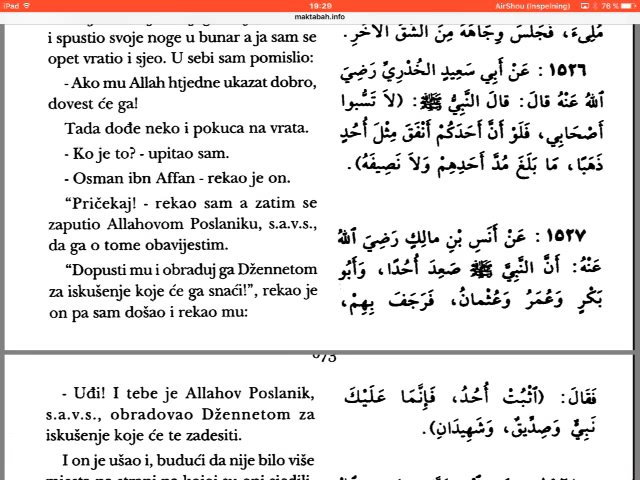 iPad
19:29
AirShou (Inspelning)
76 %
maktabah.info
i spustio svoje noge u bunar a ja sam se
opet vratio i sjeo. U sebi sam pomislio:
- Ako mu Allah htjedne ukazat dobro,
dovest će ga!
Tada dođe neko i pokuca na vrata.
- Ko je to? - upitao sam.
- Osman ibn Affan - rekao je on.
“Pričekaj! - rekao sam a zatim se
zaputio Allahovom Poslaniku, s.a.v.s.,
da ga o tome obavijestim.
“Dopusti mu i obraduj ga Džennetom
za iskušenje koje će ga snaći!”, rekao je
on pa sam došao i rekao mu:
مُلِىءَ، فَجَلَسَ وِجَاهَهُ مِنَ الشِّقِّ الآخَرِ.
١٥٢٦ : عَنْ أَبِي سَعِيدٍ الخُدْرِيِّ رَضِيَ
اللهُ عَنْهُ قالَ: قالَ النَّبِيُّ ﷺ: (لاَ تَسُبُّوا
أَصْحَابِي، فَلَوْ أَنَّ أَحَدَكُمْ أَنْفَقَ مِثْلَ أُحُدٍ
ذَهَبًا، مَا بَلَغَ مُدَّ أَحَدِهِمْ وَلاَ نَصِيفَهُ).
١٥٢٧ : عَنْ أَنَسِ بْنِ مالِكٍ رَضِيَ اللهُ
عَنْهُ: أَنَّ النَّبِيَّ ﷺ صَعِدَ أُحُدًا، وَأَبُو
بَكْرٍ وَعُمَرُ وَعُثْمانُ، فَرَجَفَ بِهِمْ،
673
- Uđi! I tebe je Allahov Poslanik,
s.a.v.s., obradovao Džennetom za
iskušenje koje će te zadesiti.
I on je ušao i, budući da nije bilo više
فَقَالَ: (اثْبُتْ أُحُدُ، فَإِنَّمَا عَلَيْكَ
نَبِيٌّ وَصِدِّيقٌ، وَشَهِيدَانِ).